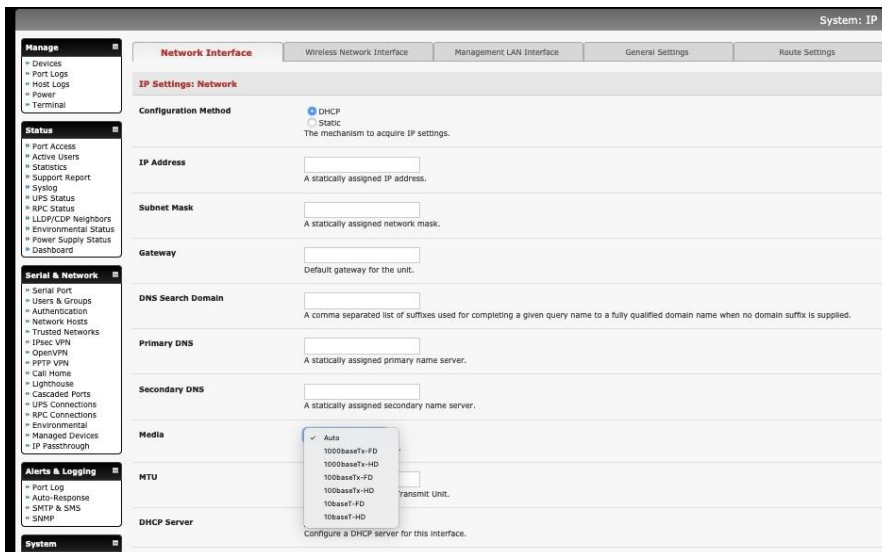 System: IP
Manage
Devices
Port Logs
Host Logs
Power
Terminal
Status
Port Access
Active Users
Statistics
Support Report
Syslog
UPS Status
RPC Status
LLDP/CDP Neighbors
Environmental Status
Power Supply Status
Dashboard
Serial & Network
Serial Port
Users & Groups
Authentication
Network Hosts
Trusted Networks
IPsec VPN
OpenVPN
PPTP VPN
Call Home
Lighthouse
Cascaded Ports
UPS Connections
RPC Connections
Environmental
Managed Devices
IP Passthrough
Alerts & Logging
Port Log
Auto-Response
SMTP & SMS
SNMP
System
Network Interface
Wireless Network Interface
Management LAN Interface
General Settings
Route Settings
IP Settings: Network
Configuration Method
DHCP
Static
The mechanism to acquire IP settings.
IP Address
A statically assigned IP address.
Subnet Mask
A statically assigned network mask.
Gateway
Default gateway for the unit.
DNS Search Domain
A comma separated list of suffixes used for completing a given query name to a fully qualified domain name when no domain suffix is supplied.
Primary DNS
A statically assigned primary name server.
Secondary DNS
A statically assigned secondary name server.
Media
Auto
1000baseTx-FD
1000baseTx-HD
100baseTx-FD
100baseTx-HD
10baseT-FD
10baseT-HD
MTU
ransmit Unit.
DHCP Server
Configure a DHCP server for this interface.